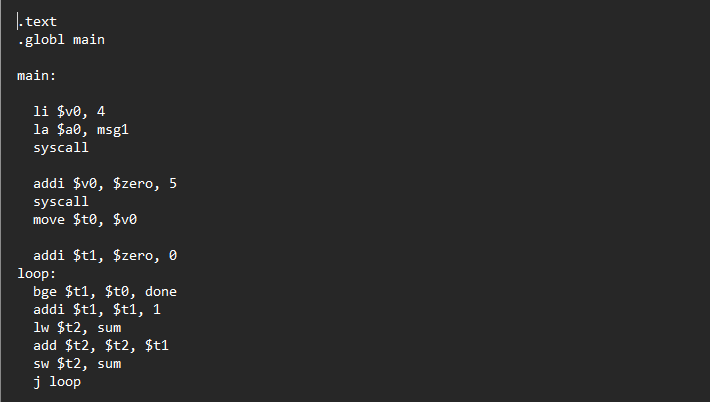 .text
.globl main
main:
li $v0, 4
la $a0, msg1
syscall
addi $v0, $zero, 5
syscall
move $t0, $v0
addi $t1, $zero, 0
loop:
bge $t1, $t0, done
addi $t1, $t1, 1
lw $t2, sum
add $t2, $t2, $t1
sw $t2, sum
j loop